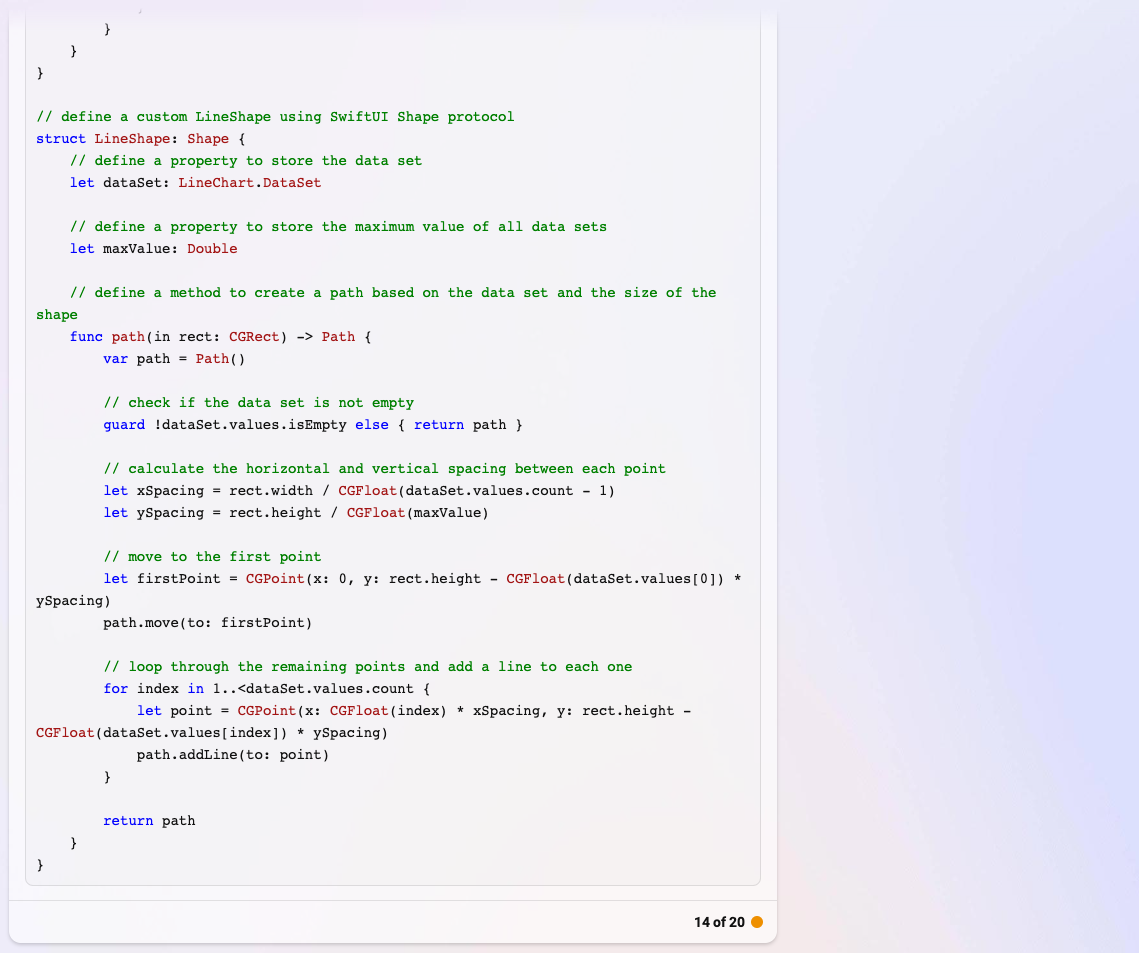 }
    }
}

// define a custom LineShape using SwiftUI Shape protocol
struct LineShape: Shape {
    // define a property to store the data set
    let dataSet: LineChart.DataSet

    // define a property to store the maximum value of all data sets
    let maxValue: Double

    // define a method to create a path based on the data set and the size of the
shape
    func path(in rect: CGRect) -> Path {
        var path = Path()

        // check if the data set is not empty
        guard !dataSet.values.isEmpty else { return path }

        // calculate the horizontal and vertical spacing between each point
        let xSpacing = rect.width / CGFloat(dataSet.values.count - 1)
        let ySpacing = rect.height / CGFloat(maxValue)

        // move to the first point
        let firstPoint = CGPoint(x: 0, y: rect.height - CGFloat(dataSet.values[0]) *
ySpacing)
        path.move(to: firstPoint)

        // loop through the remaining points and add a line to each one
        for index in 1..<dataSet.values.count {
            let point = CGPoint(x: CGFloat(index) * xSpacing, y: rect.height -
CGFloat(dataSet.values[index]) * ySpacing)
            path.addLine(to: point)
        }

        return path
    }
}
14 of 20